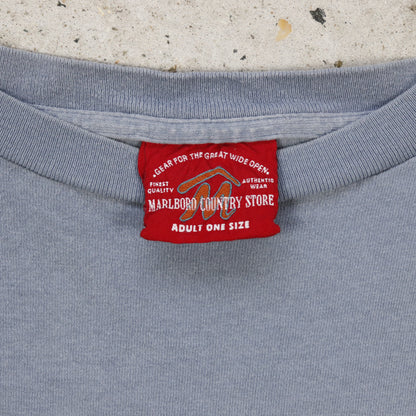 • GEAR FOR THE GREAT WIDE OPEN •
FINEST QUALITY
AUTHENTIC WEAR
MARLBORO COUNTRY STORE
ADULT ONE SIZE